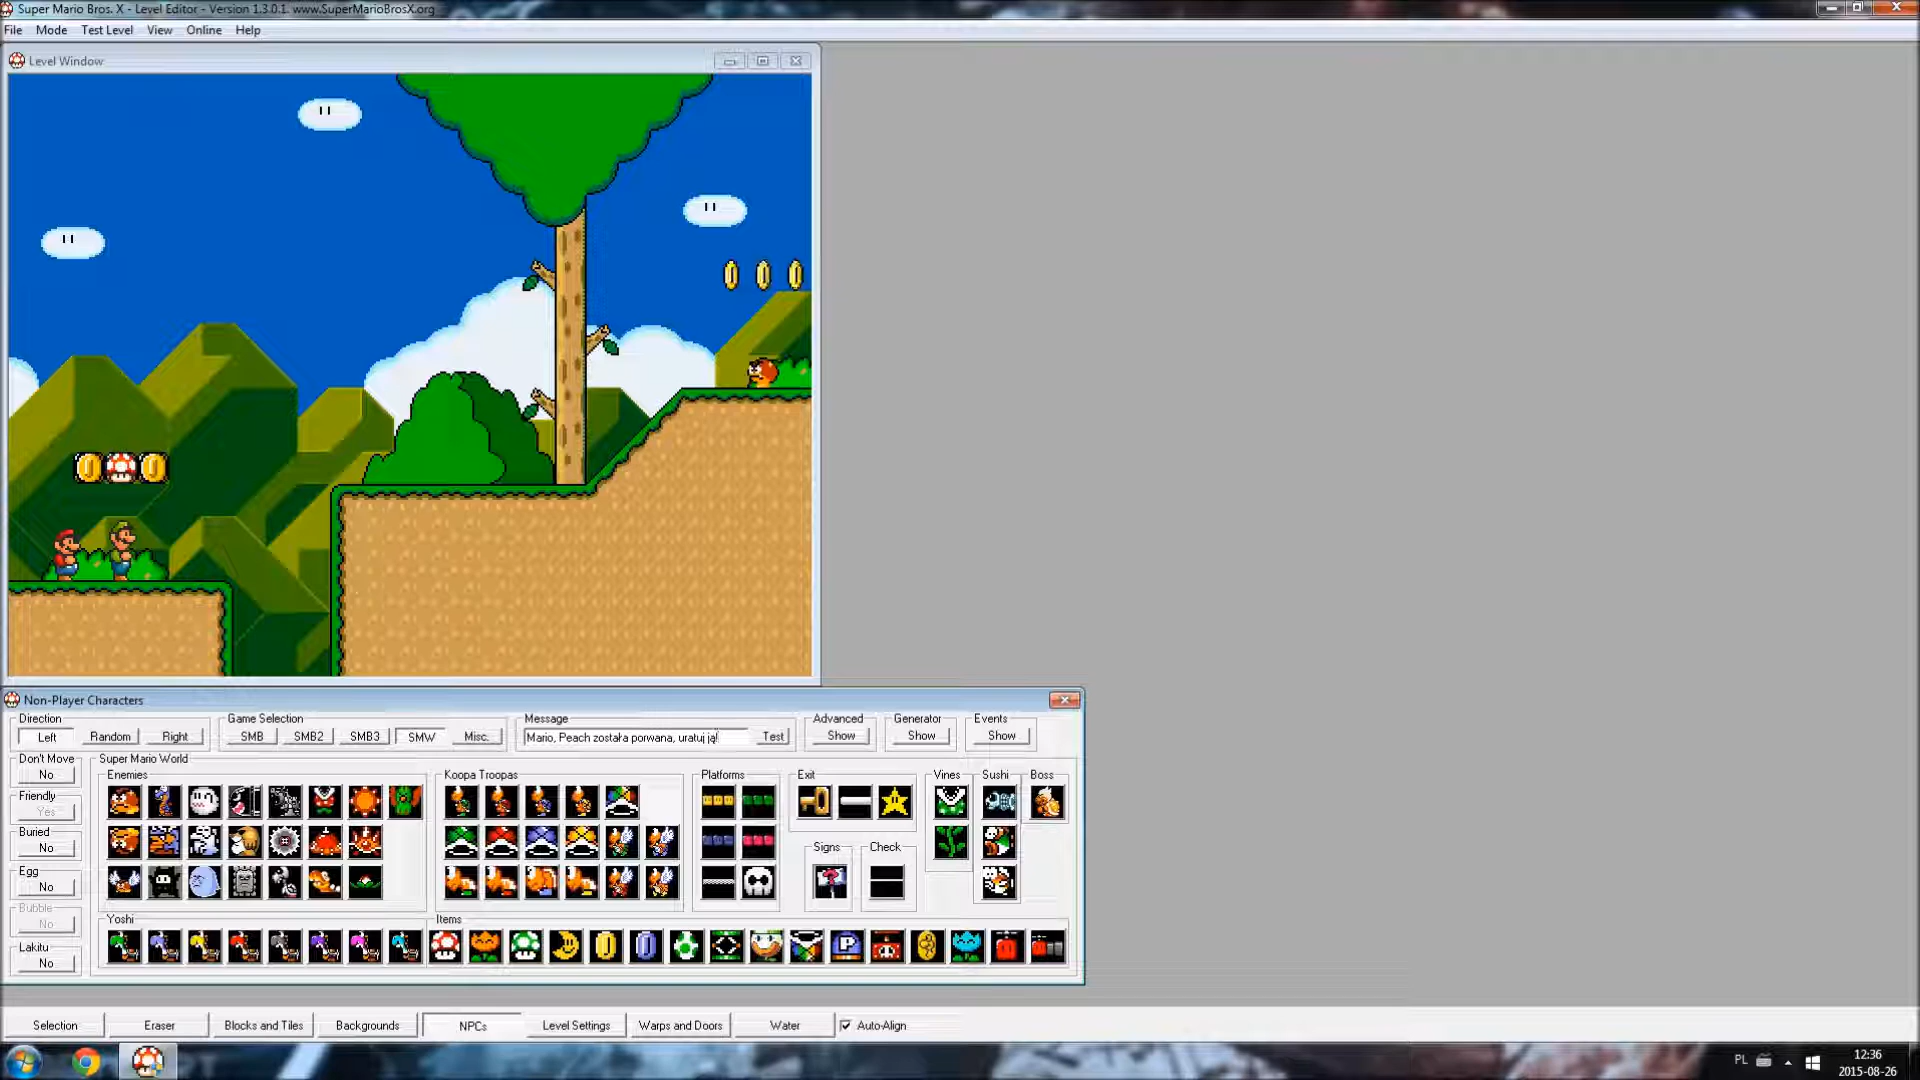 Super Mario Bros. X - Level Editor - Version 1.3.0.1. www.SuperMarioBrosX.org
File Mode Test Level View Online Help
Level Window
Non-Player Characters
Direction Game Selection Message Advanced Generator Events
Left Random Right SMB SMB2 SMB3 SMW Misc. Mario, Peach została porwana, uratuj ją! Test Show Show Show
Don't Move Super Mario World
No Enemies Koopa Troopas Platforms Exit Vines Sushi Boss
Friendly
Yes
Buried
No
Signs Check
Egg
No
Bubble
No
Yoshi Items
Lakitu
No
P
Selection Eraser Blocks and Tiles Backgrounds NPCs Level Settings Warps and Doors Water Auto-Align
PL 12:36
2015-08-26